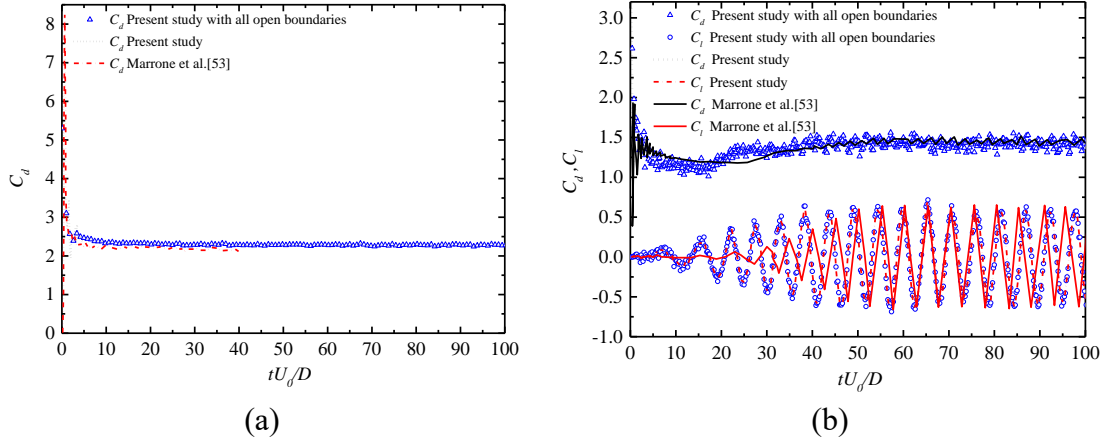 C_d Present study with all open boundaries
C_d Present study
C_d Marrone et al.[53]
8
7
6
5
4
3
2
1
0
C_d
0 10 20 30 40 50 60 70 80 90 100
tU_0/D
(a)
C_d Present study with all open boundaries
C_l Present study with all open boundaries
C_d Present study
C_l Present study
C_d Marrone et al.[53]
C_l Marrone et al.[53]
3.0
2.5
2.0
1.5
1.0
0.5
0.0
-0.5
-1.0
C_d, C_l
0 10 20 30 40 50 60 70 80 90 100
tU_0/D
(b)